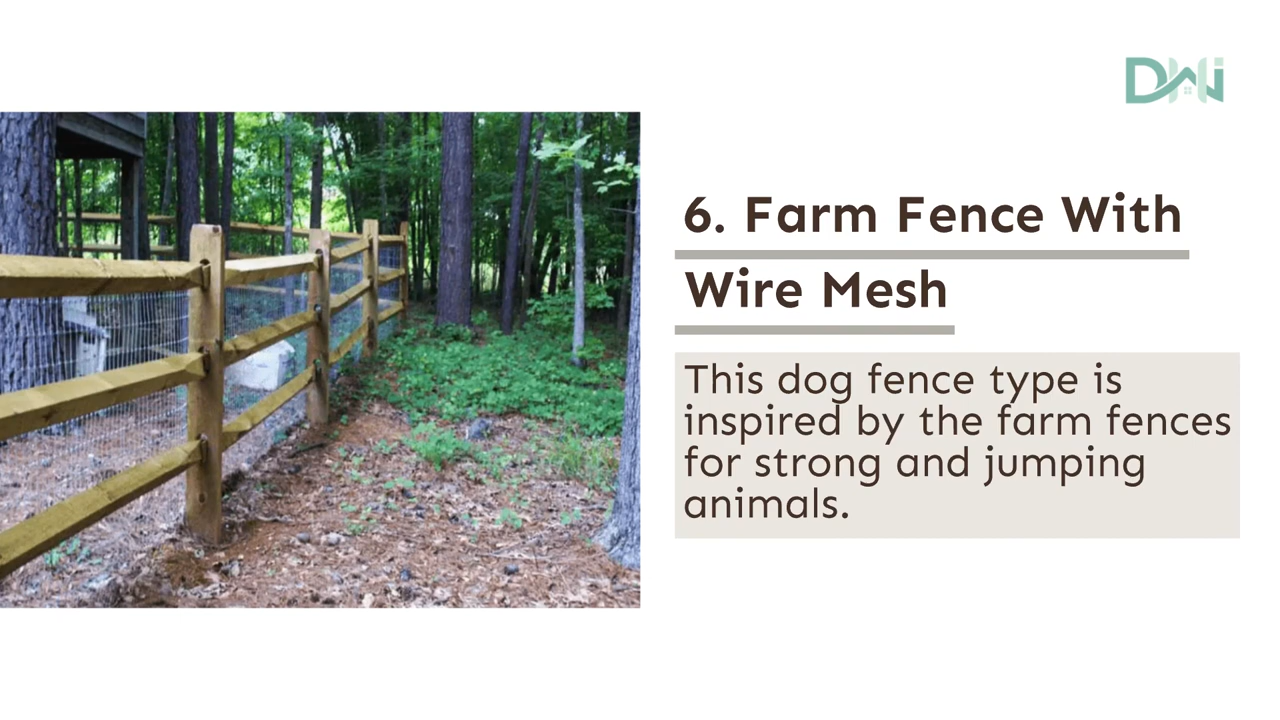 DHI
6. Farm Fence With
Wire Mesh
This dog fence type is
inspired by the farm fences
for strong and jumping
animals.